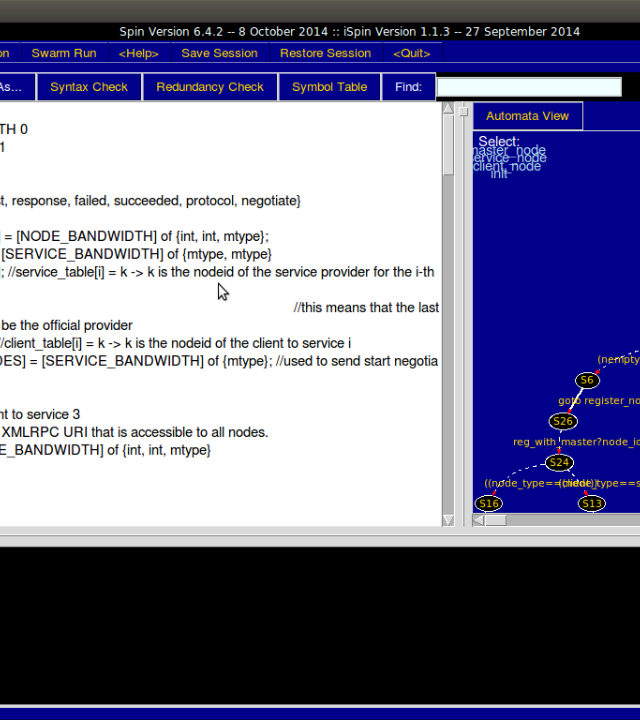 Spin Version 6.4.2 -- 8 October 2014 :: iSpin Version 1.1.3 -- 27 September 2014
on Swarm Run <Help> Save Session Restore Session <Quit>
As... Syntax Check Redundancy Check Symbol Table Find:
TH 0
1
t, response, failed, succeeded, protocol, negotiate}
] = [NODE_BANDWIDTH] of {int, int, mtype};
[SERVICE_BANDWIDTH] of {mtype, mtype}
]; //service_table[i] = k -> k is the nodeid of the service provider for the i-th
//this means that the last
be the official provider
//client_table[i] = k -> k is the nodeid of the client to service i
DES] = [SERVICE_BANDWIDTH] of {mtype}; //used to send start negotia
nt to service 3
XMLRPC URI that is accessible to all nodes.
E_BANDWIDTH] of {int, int, mtype}
Automata View
Select:
master_node
service_node
client_node
init
(nempty
S6
goto register_no
S26
reg_with_master?node_id
S24
((node_type==client)) type==s
S16 S13